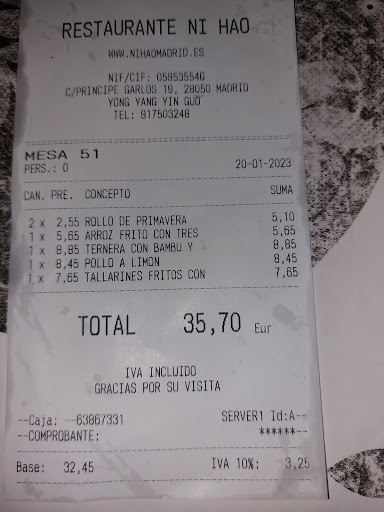 RESTAURANTE NI HAO
WWW.NIHAOMADRID.ES
NIF/CIF: 05953554G
C/PRINCIPE GARLOS 19, 28050 MADRID
YONG YANG YIN GUO
TEL: 917503248
MESA 51
PERS.: 0 20-01-2023
CAN. PRE. CONCEPTO SUMA
2 x 2,55 ROLLO DE PRIMAVERA 5,10
1 x 5,65 ARROZ FRITO CON TRES 5,65
1 x 8,85 TERNERA CON BAMBU Y 8,85
1 x 8,45 POLLO A LIMON 8,45
1 x 7,65 TALLARINES FRITOS CON 7,65
TOTAL 35,70 Eur
IVA INCLUIDO
GRACIAS POR SU VISITA
--Caja: --63867331 SERVER1 Id:A--
--COMPROBANTE: ******--
Base: 32,45 IVA 10%: 3,25